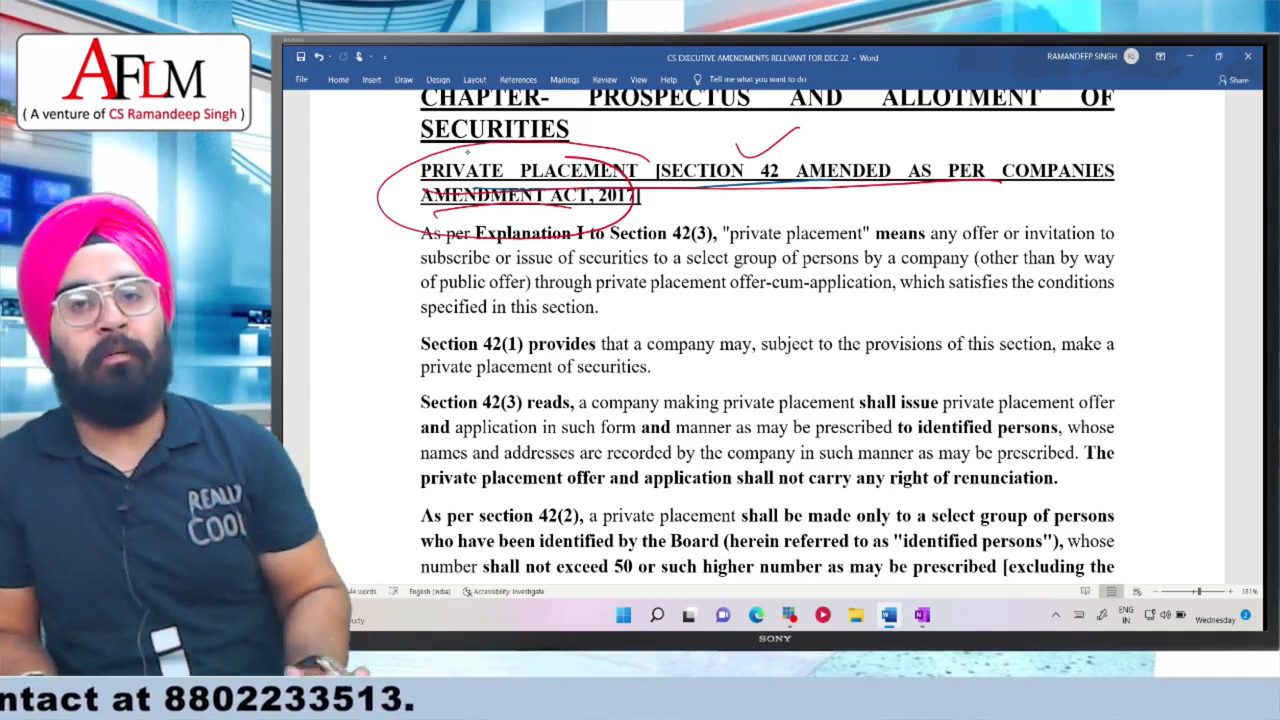 AFLM
( A venture of CS Ramandeep Singh )
CS EXECUTIVE AMENDMENTS RELEVANT FOR DEC 22 - Word
RAMANDEEP SINGH
RS
File Home Insert Draw Design Layout References Mailings Review View Help Tell me what you want to do
Share
CHAPTER- PROSPECTUS AND ALLOTMENT OF
SECURITIES
PRIVATE PLACEMENT [SECTION 42 AMENDED AS PER COMPANIES
AMENDMENT ACT, 2017]
As per Explanation I to Section 42(3), "private placement" means any offer or invitation to
subscribe or issue of securities to a select group of persons by a company (other than by way
of public offer) through private placement offer-cum-application, which satisfies the conditions
specified in this section.
Section 42(1) provides that a company may, subject to the provisions of this section, make a
private placement of securities.
Section 42(3) reads, a company making private placement shall issue private placement offer
and application in such form and manner as may be prescribed to identified persons, whose
names and addresses are recorded by the company in such manner as may be prescribed. The
private placement offer and application shall not carry any right of renunciation.
As per section 42(2), a private placement shall be made only to a select group of persons
who have been identified by the Board (herein referred to as "identified persons"), whose
number shall not exceed 50 or such higher number as may be prescribed [excluding the
REALLY
COOL
words English (India) Accessibility: Investigate
181%
ENG
IN
Wednesday
2
SONY
ntact at 8802233513.